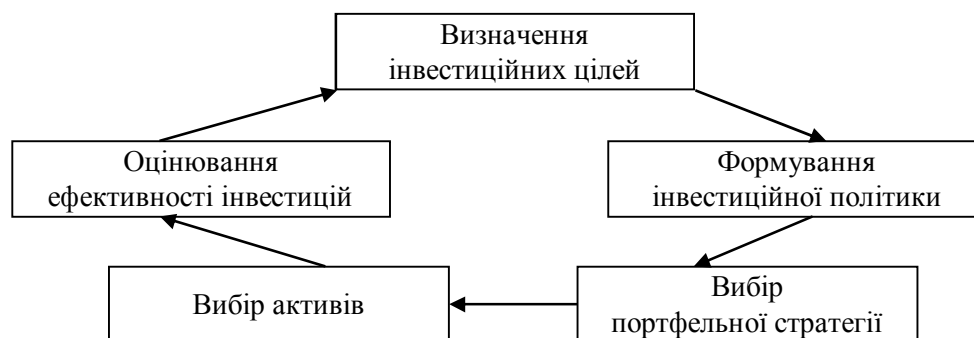 Визначення
інвестиційних цілей
Оцінювання
ефективності інвестицій
Формування
інвестиційної політики
Вибір активів
Вибір
портфельної стратегії